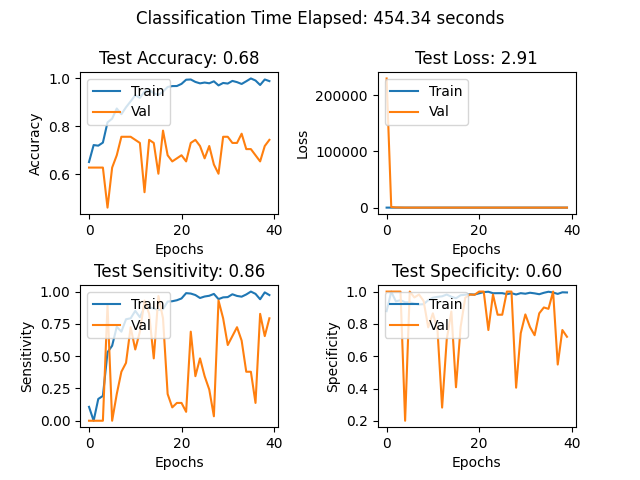 Classification Time Elapsed: 454.34 seconds
Test Accuracy: 0.68
1.0
0.8
0.6
Accuracy
Train
Val
0
20
40
Epochs
Test Loss: 2.91
200000
100000
0
Loss
Train
Val
0
20
40
Epochs
Test Sensitivity: 0.86
1.00
0.75
0.50
0.25
0.00
Sensitivity
Train
Val
0
20
40
Epochs
Test Specificity: 0.60
1.0
0.8
0.6
0.4
0.2
Specificity
Train
Val
0
20
40
Epochs